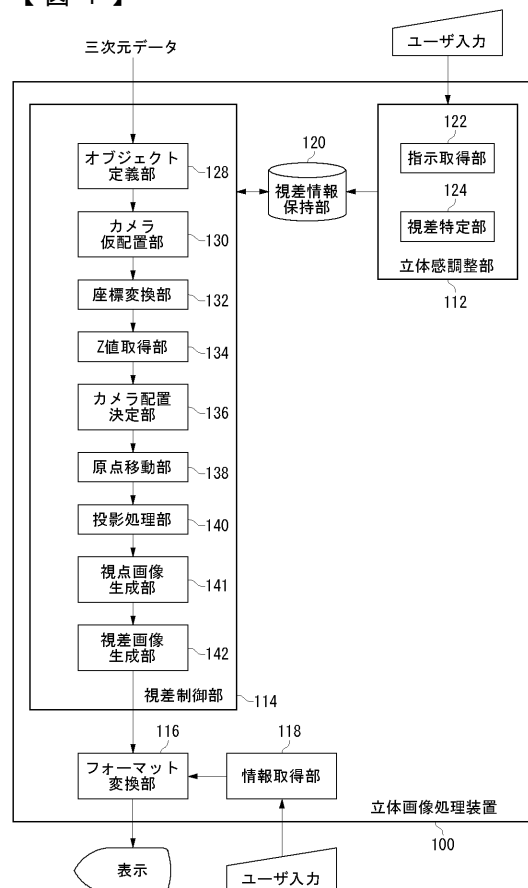 三次元データ
ユーザ入力
122
指示取得部
124
視差特定部
立体感調整部
112
120
視差情報
保持部
オブジェクト
定義部
128
カメラ
仮配置部
130
座標変換部
132
Z値取得部
134
カメラ配置
決定部
136
原点移動部
138
投影処理部
140
視点画像
生成部
141
視差画像
生成部
142
視差制御部
114
116
フォーマット
変換部
118
情報取得部
立体画像処理装置
100
表示
ユーザ入力